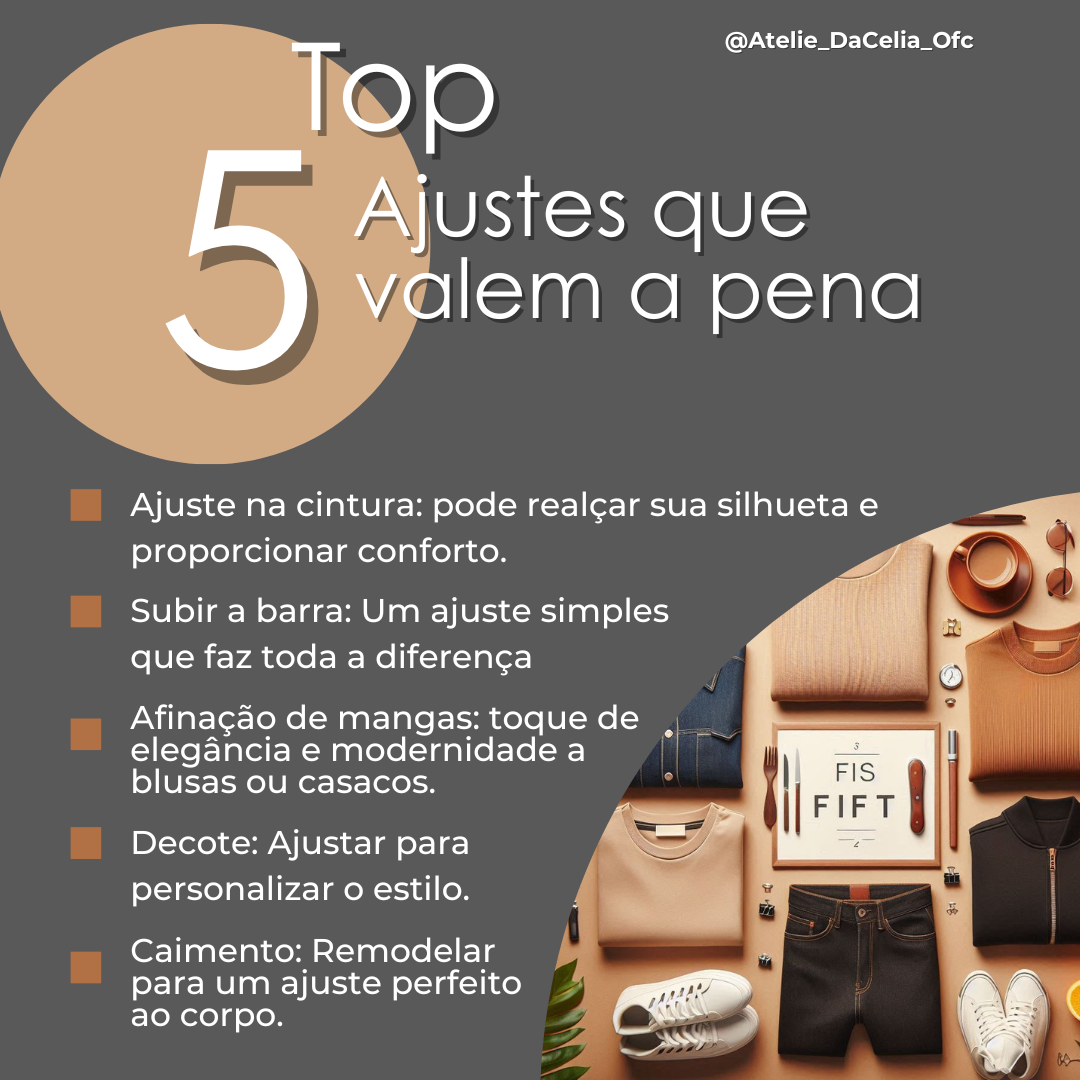 @Atelie_DaCelia_Ofc
Top
5
Ajustes que
valem a pena
Ajuste na cintura: pode realçar sua silhueta e
proporcionar conforto.
Subir a barra: Um ajuste simples
que faz toda a diferença
Afinação de mangas: toque de
elegância e modernidade a
blusas ou casacos.
Decote: Ajustar para
personalizar o estilo.
Caimento: Remodelar
para um ajuste perfeito
ao corpo.
FIS
FIFT